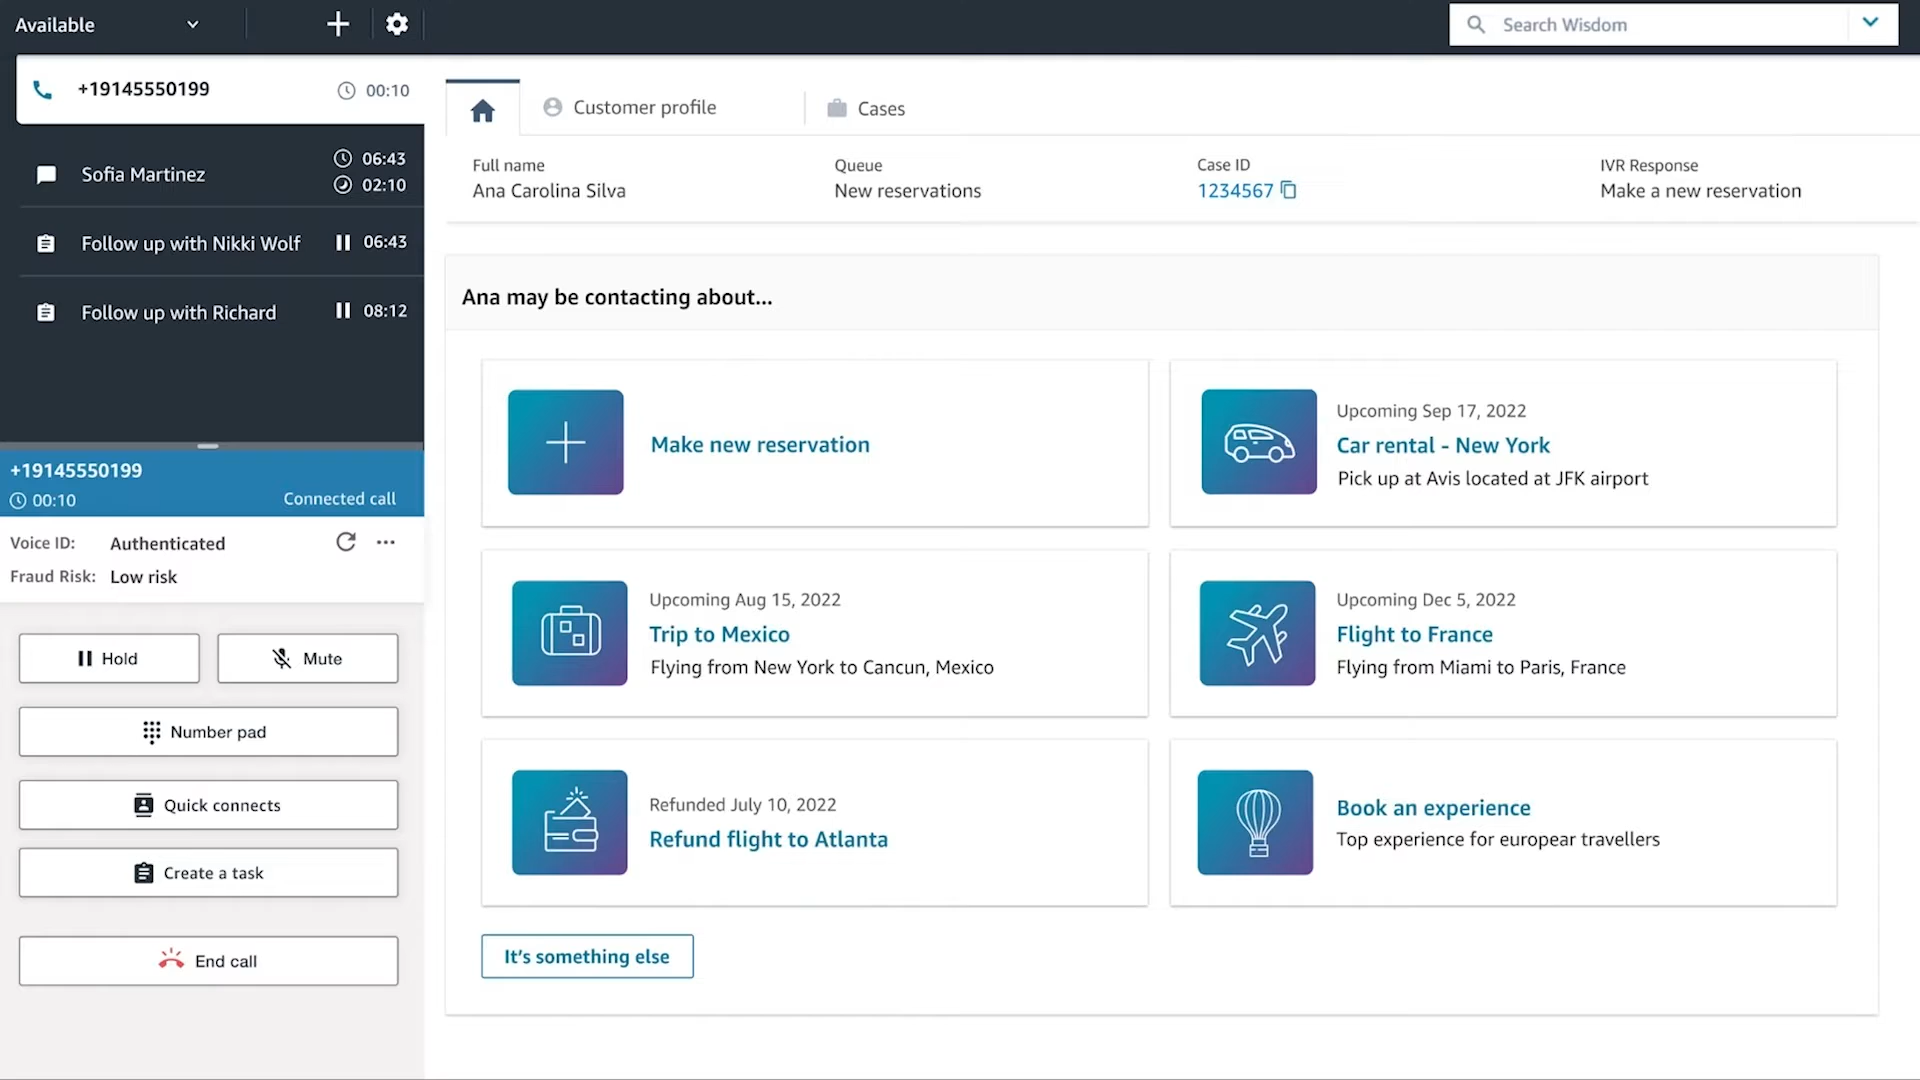 Available
Search Wisdom
+19145550199
00:10
Sofia Martinez
06:43
02:10
Follow up with Nikki Wolf
06:43
Follow up with Richard
08:12
+19145550199
00:10
Connected call
Voice ID: Authenticated
Fraud Risk: Low risk
Hold
Mute
Number pad
Quick connects
Create a task
End call
Customer profile
Cases
Full name
Ana Carolina Silva
Queue
New reservations
Case ID
1234567
IVR Response
Make a new reservation
Ana may be contacting about...
Make new reservation
Upcoming Sep 17, 2022
Car rental - New York
Pick up at Avis located at JFK airport
Upcoming Aug 15, 2022
Trip to Mexico
Flying from New York to Cancun, Mexico
Upcoming Dec 5, 2022
Flight to France
Flying from Miami to Paris, France
Refunded July 10, 2022
Refund flight to Atlanta
Book an experience
Top experience for europear travellers
It's something else